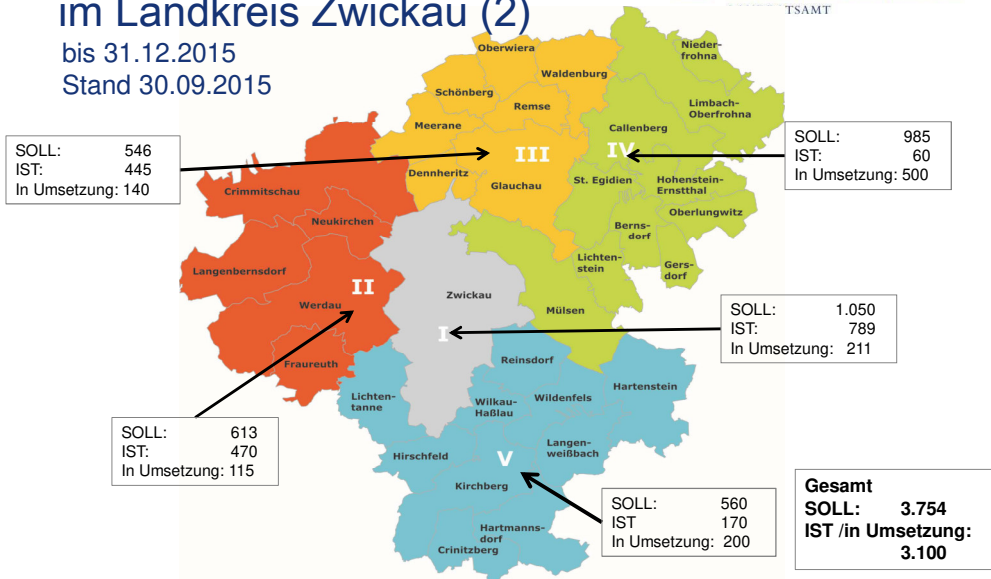 im Landkreis Zwickau (2)
TSAMT
bis 31.12.2015
Stand 30.09.2015
Oberwiera
Nieder-
frohna
Waldenburg
Schönberg
Remse
Limbach-
Oberfrohna
Meerane
Callenberg
SOLL: 546
IST: 445
In Umsetzung: 140
III
IV
SOLL: 985
IST: 60
In Umsetzung: 500
Dennheritz
Glauchau
St. Egidien
Hohenstein-
Ernstthal
Crimmitschau
Oberlungwitz
Neukirchen
Berns-
dorf
Langenbernsdorf
Lichten-
stein
Gers-
dorf
II
Zwickau
Werdau
Mülsen
I
SOLL: 1.050
IST: 789
In Umsetzung: 211
Fraureuth
Reinsdorf
Hartenstein
Lichten-
tanne
Wilkau-
Haßlau
Wildenfels
SOLL: 613
IST: 470
In Umsetzung: 115
Hirschfeld
V
Langen-
weißbach
Kirchberg
SOLL: 560
IST 170
In Umsetzung: 200
Gesamt
SOLL: 3.754
IST /in Umsetzung:
3.100
Hartmanns-
dorf
Crinitzberg